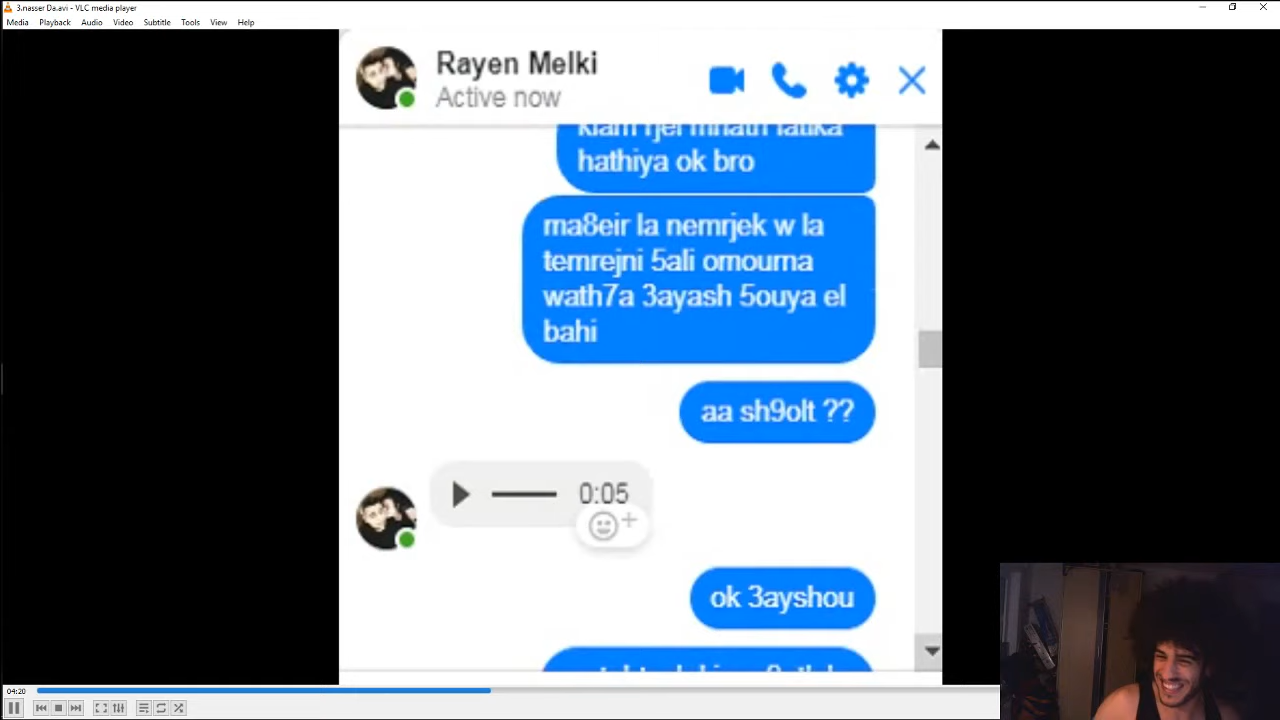 3.nasser Da.avi - VLC media player
Media Playback Audio Video Subtitle Tools View Help
Rayen Melki
Active now
klam rjel
hathiya ok bro
ma8eir la nemrjek w la
temrejni 5ali omourna
wath7a 3ayash 5ouya el
bahi
aa sh9olt ??
0:05
ok 3ayshou
04:20